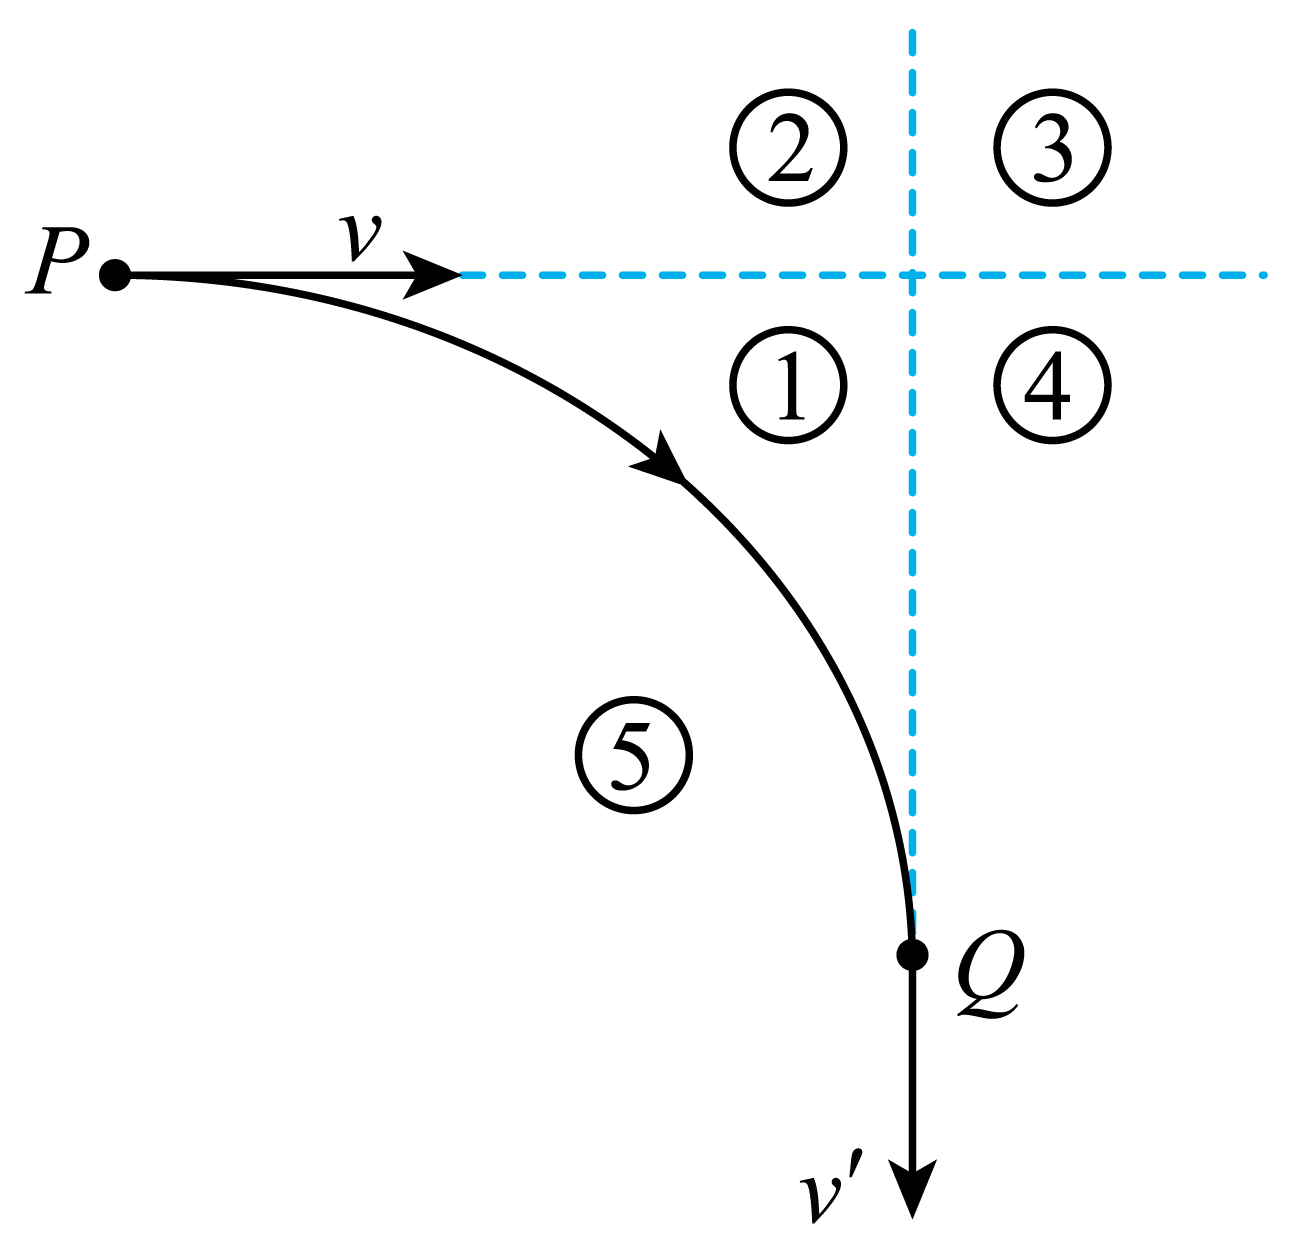 ② ③
v
P
① ④
⑤
Q
v′